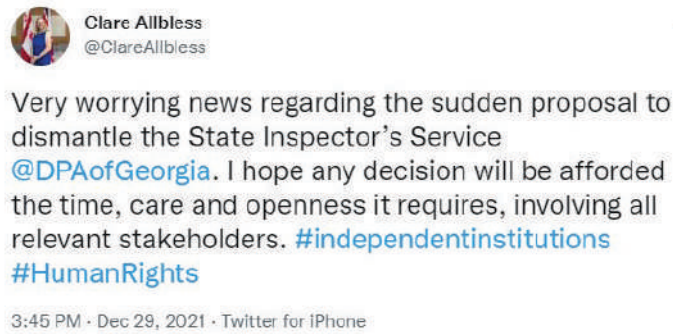 Clare Allbless
@ClareAllbless
Very worrying news regarding the sudden proposal to
dismantle the State Inspector's Service
@DPAofGeorgia. I hope any decision will be afforded
the time, care and openness it requires, involving all
relevant stakeholders. #independentinstitutions
#HumanRights
3:45 PM · Dec 29, 2021 · Twitter for iPhone